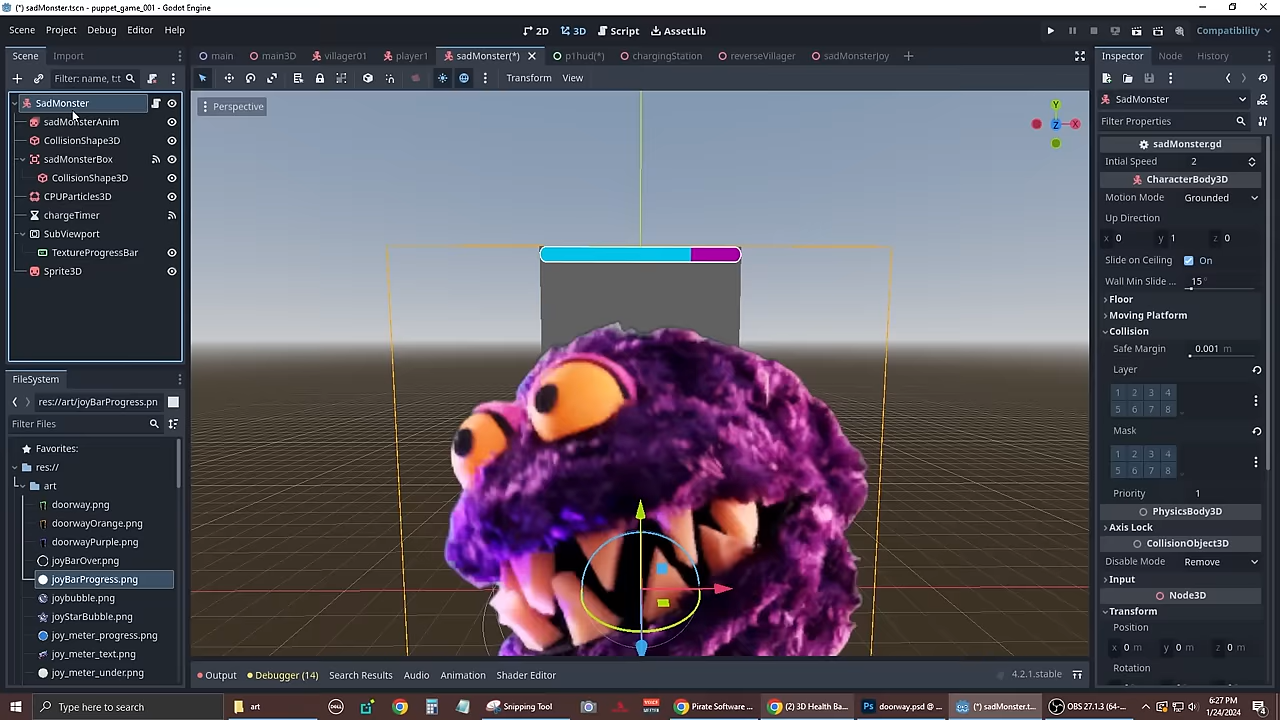 (*) sadMonster.tscn - puppet_game_001 - Godot Engine
Scene Project Debug Editor Help
2D 3D Script AssetLib
Compatibility
Scene Import
main main3D villager01 player1 sadMonster(*) p1hud(*) chargingStation reverseVillager sadMonsterJoy
Inspector Node History
Filter: name, t:t
Transform View
SadMonster
sadMonsterAnim
CollisionShape3D
sadMonsterBox
CollisionShape3D
CPUParticles3D
chargeTimer
SubViewport
TextureProgressBar
Sprite3D
Perspective
Y
Z X
FileSystem
res://art/joyBarProgress.pn
Filter Files
Favorites:
res://
art
doorway.png
doorwayOrange.png
doorwayPurple.png
joyBarOver.png
joyBarProgress.png
joybubble.png
joyStarBubble.png
joy_meter_progress.png
joy_meter_text.png
joy_meter_under.png
Output Debugger (14) Search Results Audio Animation Shader Editor
4.2.1.stable
SadMonster
Filter Properties
sadMonster.gd
Intial Speed 2
CharacterBody3D
Motion Mode Grounded
Up Direction
x 0 y 1 z 0
Slide on Ceiling On
Wall Min Slide ... 15 °
Floor
Moving Platform
Collision
Safe Margin 0.001 m
Layer
1 2 3 4
5 6 7 8
Mask
1 2 3 4
5 6 7 8
Priority 1
PhysicsBody3D
Axis Lock
CollisionObject3D
Disable Mode Remove
Input
Node3D
Transform
Position
x 0 m y 0 m z 0 m
Rotation
Type here to search
art
DELL
Snipping Tool
Pirate Software ...
(2) 3D Health Ba...
doorway.psd @ ...
(*) sadMonster.t...
OBS 27.1.3 (64-...
6:27 PM
1/24/2024